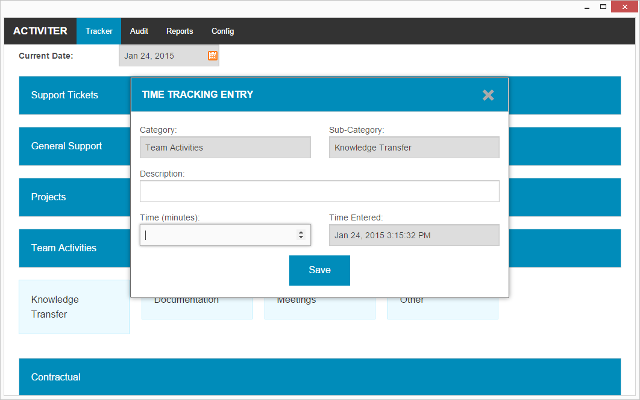 ACTIVITER Tracker Audit Reports Config
Current Date: Jan 24, 2015
Support Tickets
TIME TRACKING ENTRY
Category: Sub-Category:
General Support
Team Activities Knowledge Transfer
Description:
Projects
Time (minutes): Time Entered:
Team Activities
Jan 24, 2015 3:15:32 PM
Save
Knowledge
Transfer
Documentation
Meetings
Other
Contractual